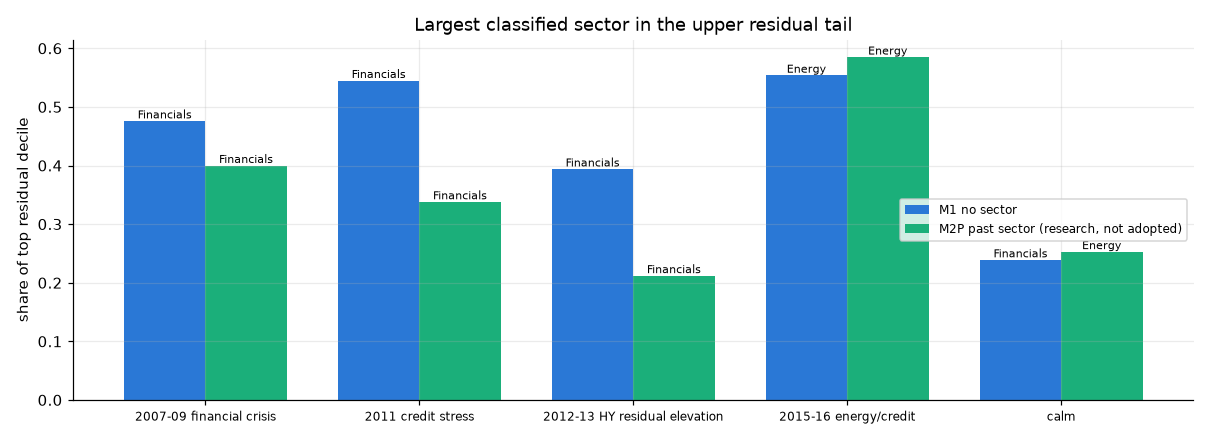 Largest classified sector in the upper residual tail
share of top residual decile
0.6
0.5
0.4
0.3
0.2
0.1
0.0
Financials
Financials
Financials
Financials
Financials
Financials
Energy
Energy
Financials
Energy
M1 no sector
M2P past sector (research, not adopted)
2007-09 financial crisis
2011 credit stress
2012-13 HY residual elevation
2015-16 energy/credit
calm